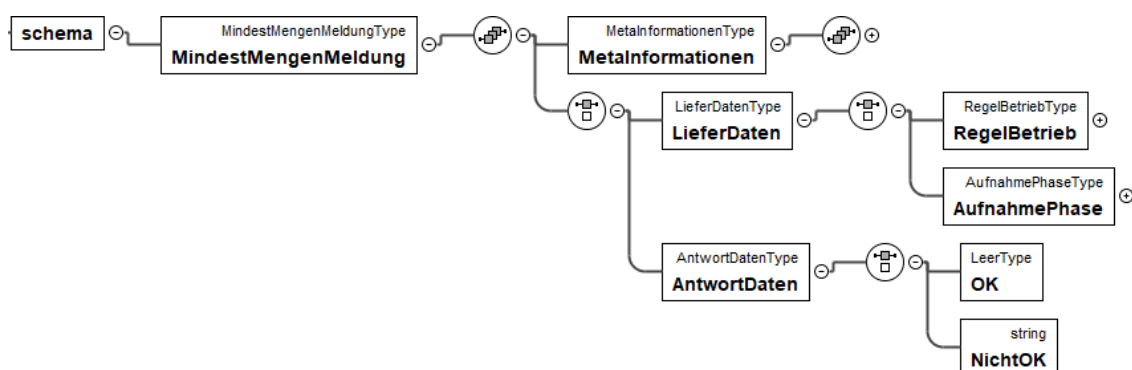 schema
MindestMengenMeldungType
MindestMengenMeldung
MetaInformationenType
MetaInformationen
LieferDatenType
LieferDaten
RegelBetriebType
RegelBetrieb
AufnahmePhaseType
AufnahmePhase
AntwortDatenType
AntwortDaten
LeerType
OK
string
NichtOK